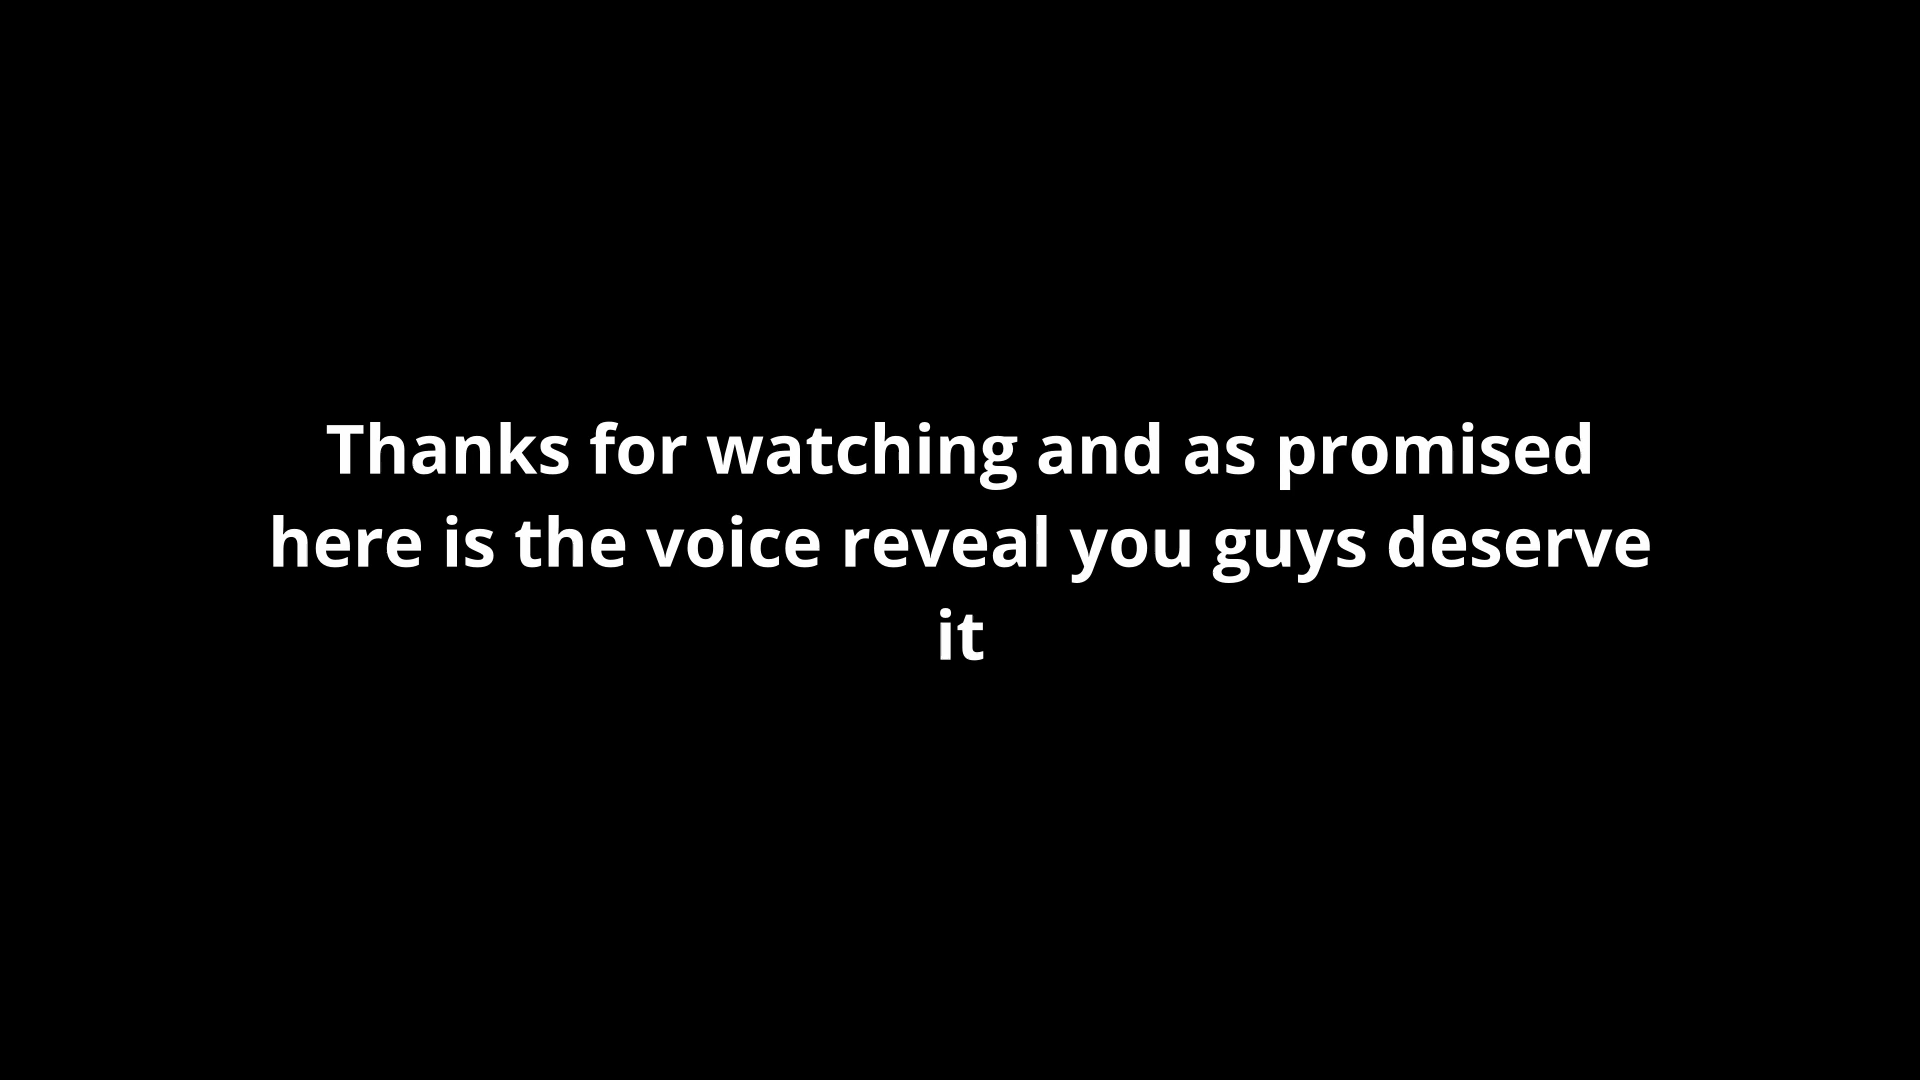 Thanks for watching and as promised
here is the voice reveal you guys deserve
it